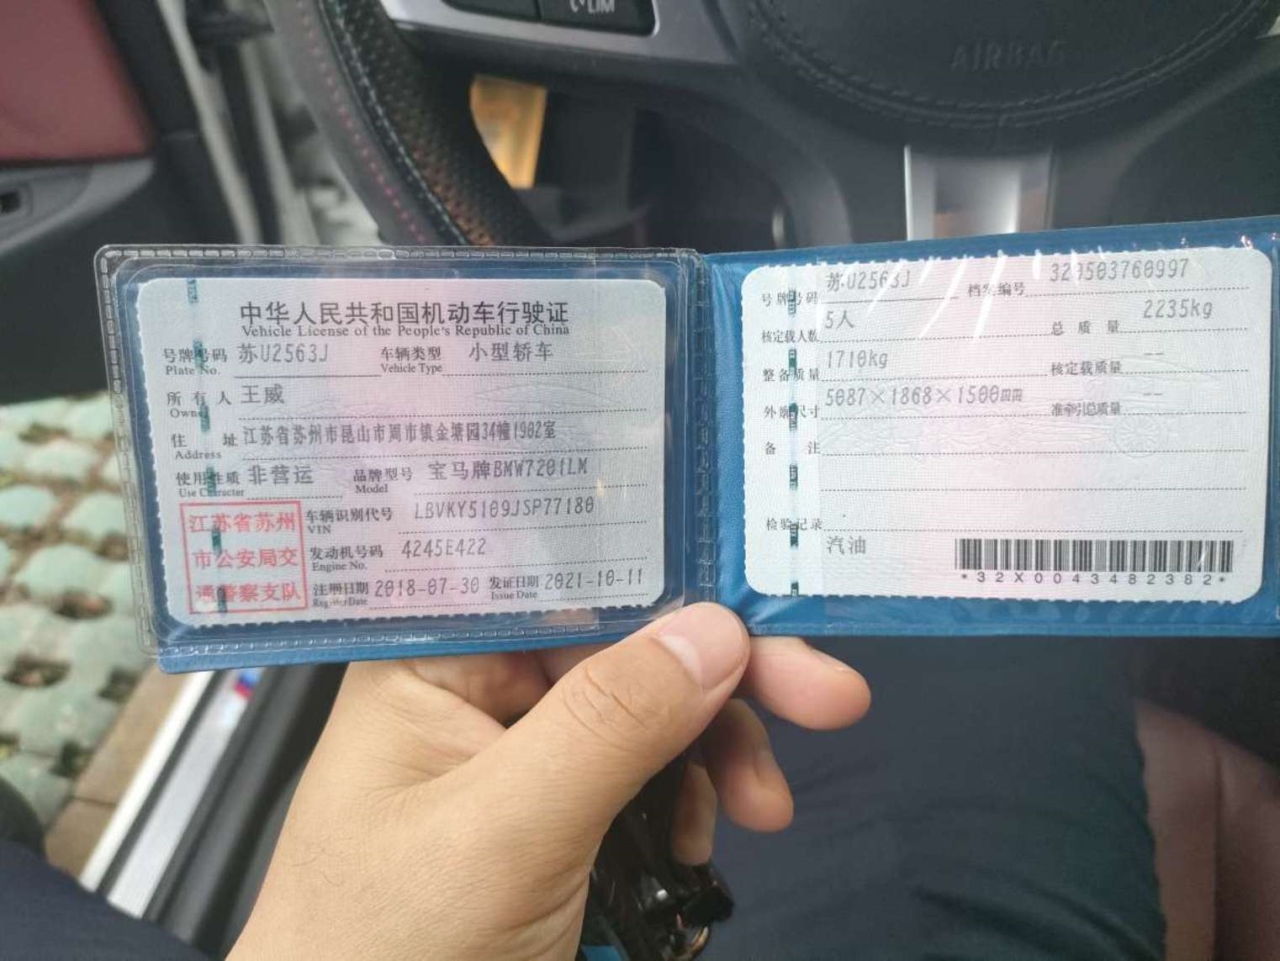 LIM
AIRBAG
中华人民共和国机动车行驶证
Vehicle License of the People's Republic of China
号牌号码 苏U2563J 车辆类型 小型轿车
Plate No. Vehicle Type
所有人 王威
Owner
住址 江苏省苏州市昆山市周市镇金塘园34幢1902室
Address
使用性质 非营运 品牌型号 宝马牌BMW7201LM
Use Character Model
江苏省苏州
市公安局交
通警察支队
车辆识别代号 LBVKY5109JSP77180
VIN
发动机号码 4245E422
Engine No.
注册日期 2018-07-30 发证日期 2021-10-11
Register Date Issue Date
号牌号码 苏U2563J 档案编号 320503760997
核定载人数 5人 总质量 2235kg
整备质量 1710kg 核定载质量 --
外廓尺寸 5087×1868×1500mm 准牵引总质量 --
备注
检验记录
汽油
*32X0043482382*